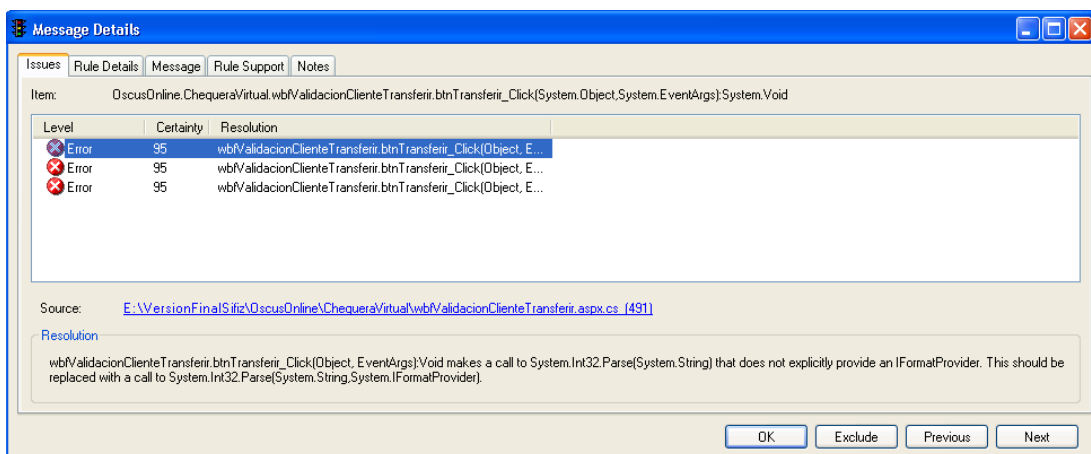 Message Details
Issues Rule Details Message Rule Support Notes
Item: OscusOnline.ChequeraVirtual.wbfValidacionClienteTransferir.btnTransferir_Click(System.Object,System.EventArgs):System.Void
Level Certainty Resolution
Error 95 wbfValidacionClienteTransferir.btnTransferir_Click(Object, E...
Error 95 wbfValidacionClienteTransferir.btnTransferir_Click(Object, E...
Error 95 wbfValidacionClienteTransferir.btnTransferir_Click(Object, E...
Source: E:\VersionFinalSifiz\OscusOnline\ChequeraVirtual\wbfValidacionClienteTransferir.aspx.cs (491)
Resolution
wbfValidacionClienteTransferir.btnTransferir_Click(Object, EventArgs):Void makes a call to System.Int32.Parse(System.String) that does not explicitly provide an IFormatProvider. This should be
replaced with a call to System.Int32.Parse(System.String,System.IFormatProvider).
OK Exclude Previous Next